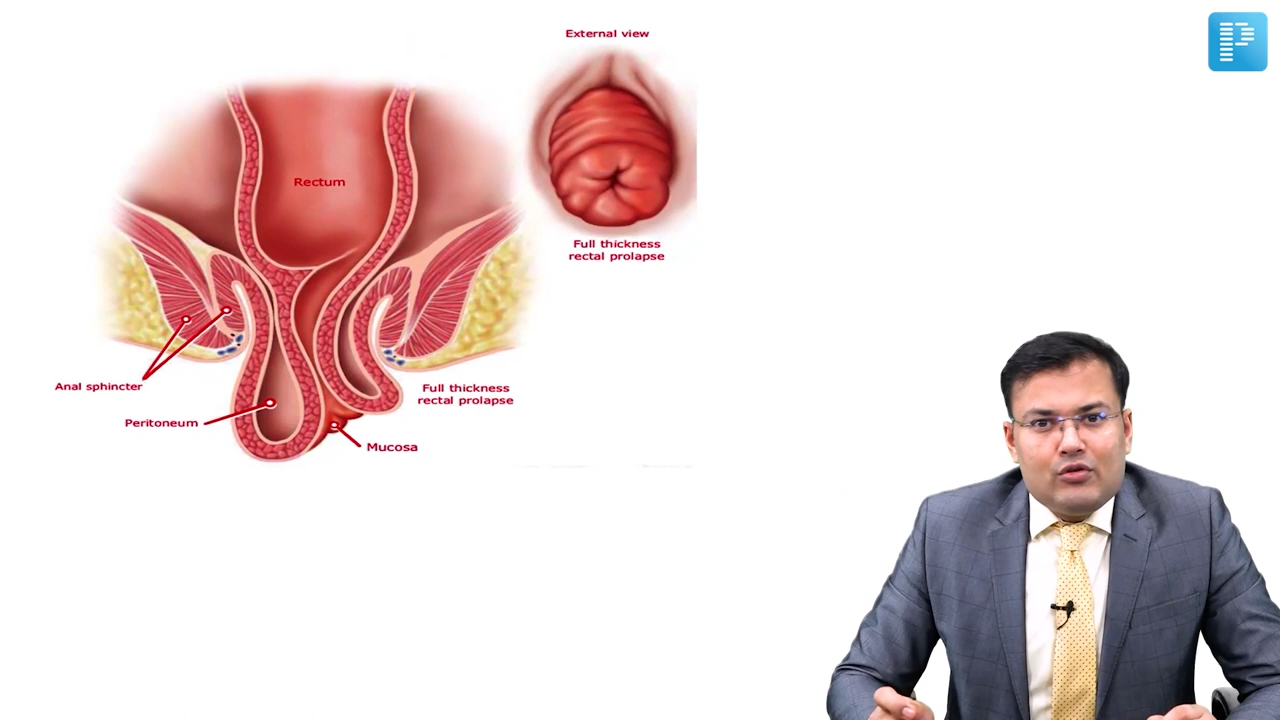 External view
Rectum
Full thickness
rectal prolapse
Anal sphincter
Full thickness
rectal prolapse
Peritoneum
Mucosa